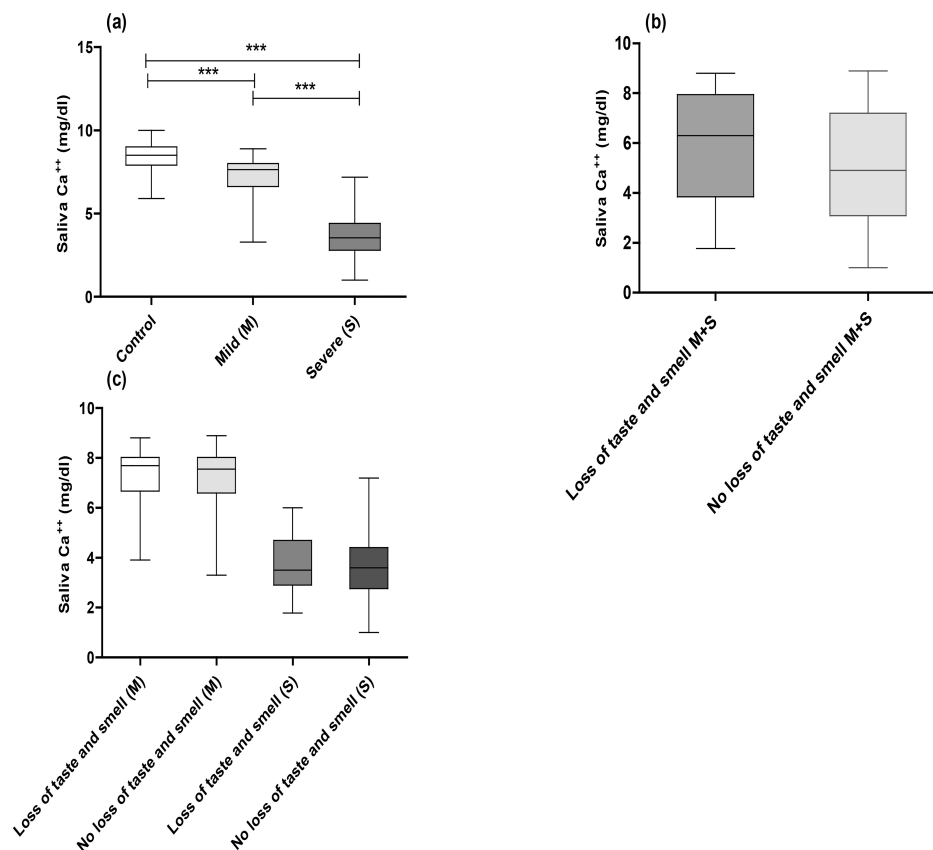 (a)
Saliva Ca++ (mg/dl)
15
10
5
0
***
***
***
Control
Mild (M)
Severe (S)
(b)
Saliva Ca++ (mg/dl)
10
8
6
4
2
0
Loss of taste and smell M+S
No loss of taste and smell M+S
(c)
Saliva Ca++ (mg/dl)
10
8
6
4
2
0
Loss of taste and smell (M)
No loss of taste and smell (M)
Loss of taste and smell (S)
No loss of taste and smell (S)